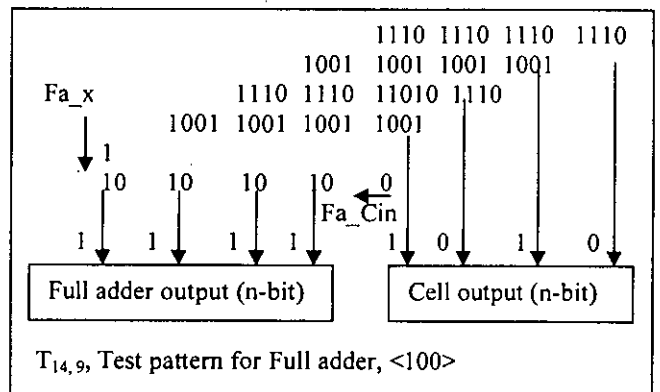 1110 1110 1110 1110
1001 1001 1001 1001
Fa_x 1110 1110 11010 1110
1001 1001 1001 1001
1
10 10 10 10 0
Fa_Cin
1 1 1 1 1 0 1 0
Full adder output (n-bit) Cell output (n-bit)
T14, 9, Test pattern for Full adder, <100>